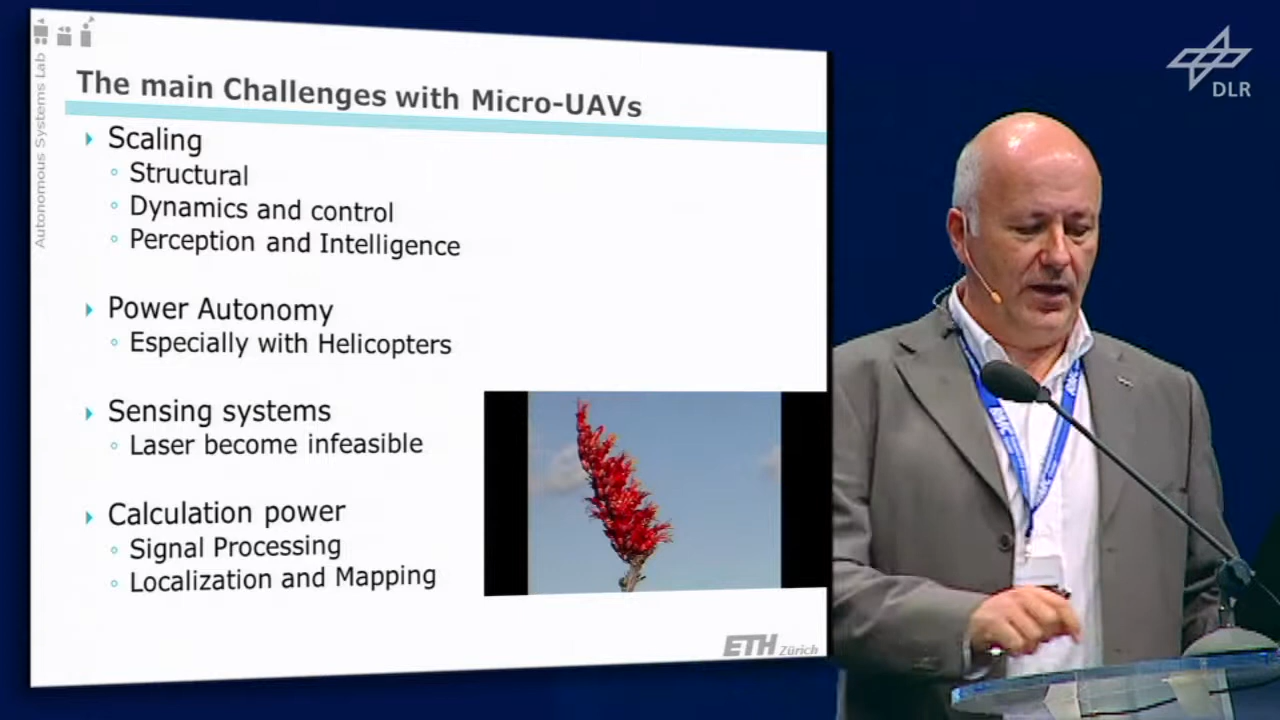 The main Challenges with Micro-UAVs
Scaling
Structural
Dynamics and control
Perception and Intelligence
Power Autonomy
Especially with Helicopters
Sensing systems
Laser become infeasible
Calculation power
Signal Processing
Localization and Mapping
Autonomous Systems Lab
ETH Zürich
DLR